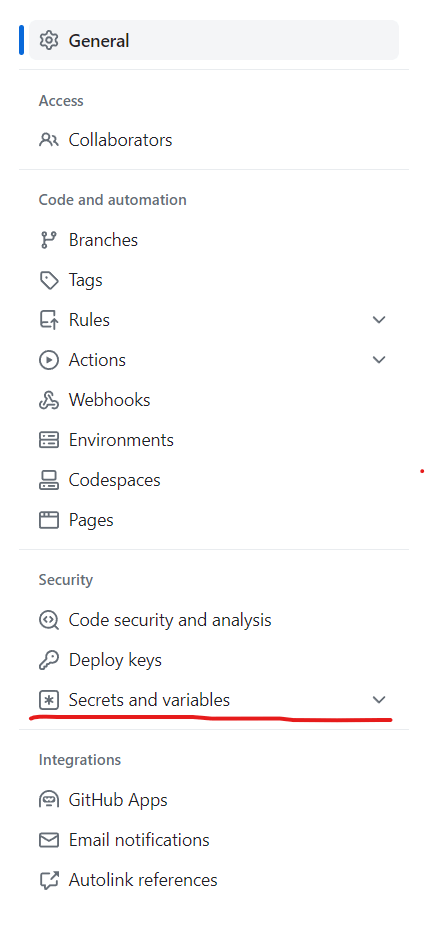 General
Access
Collaborators
Code and automation
Branches
Tags
Rules
Actions
Webhooks
Environments
Codespaces
Pages
Security
Code security and analysis
Deploy keys
Secrets and variables
Integrations
GitHub Apps
Email notifications
Autolink references